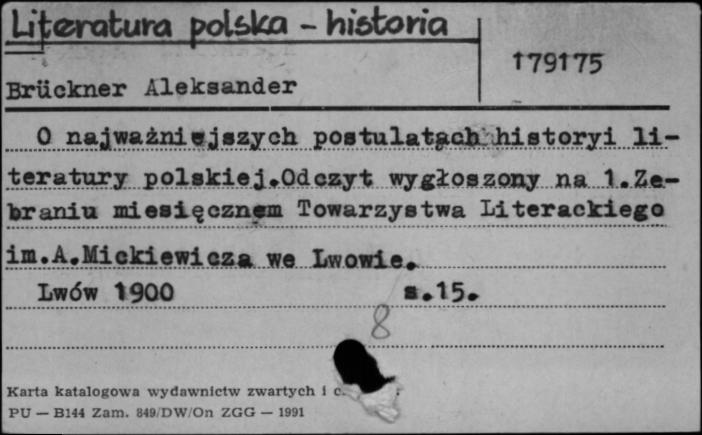 Literatura polska - historia
179175
Brückner Aleksander
O najważniejszych postulatach historyi li-
teratury polskiej.Odczyt wygłoszony na 1.Ze-
braniu miesięcznem Towarzystwa Literackiego
im.A.Mickiewicza we Lwowie.
Lwów 1900 s.15.
8
Karta katalogowa wydawnictw zwartych i
PU — B144 Zam. 849/DW/On ZGG — 1991